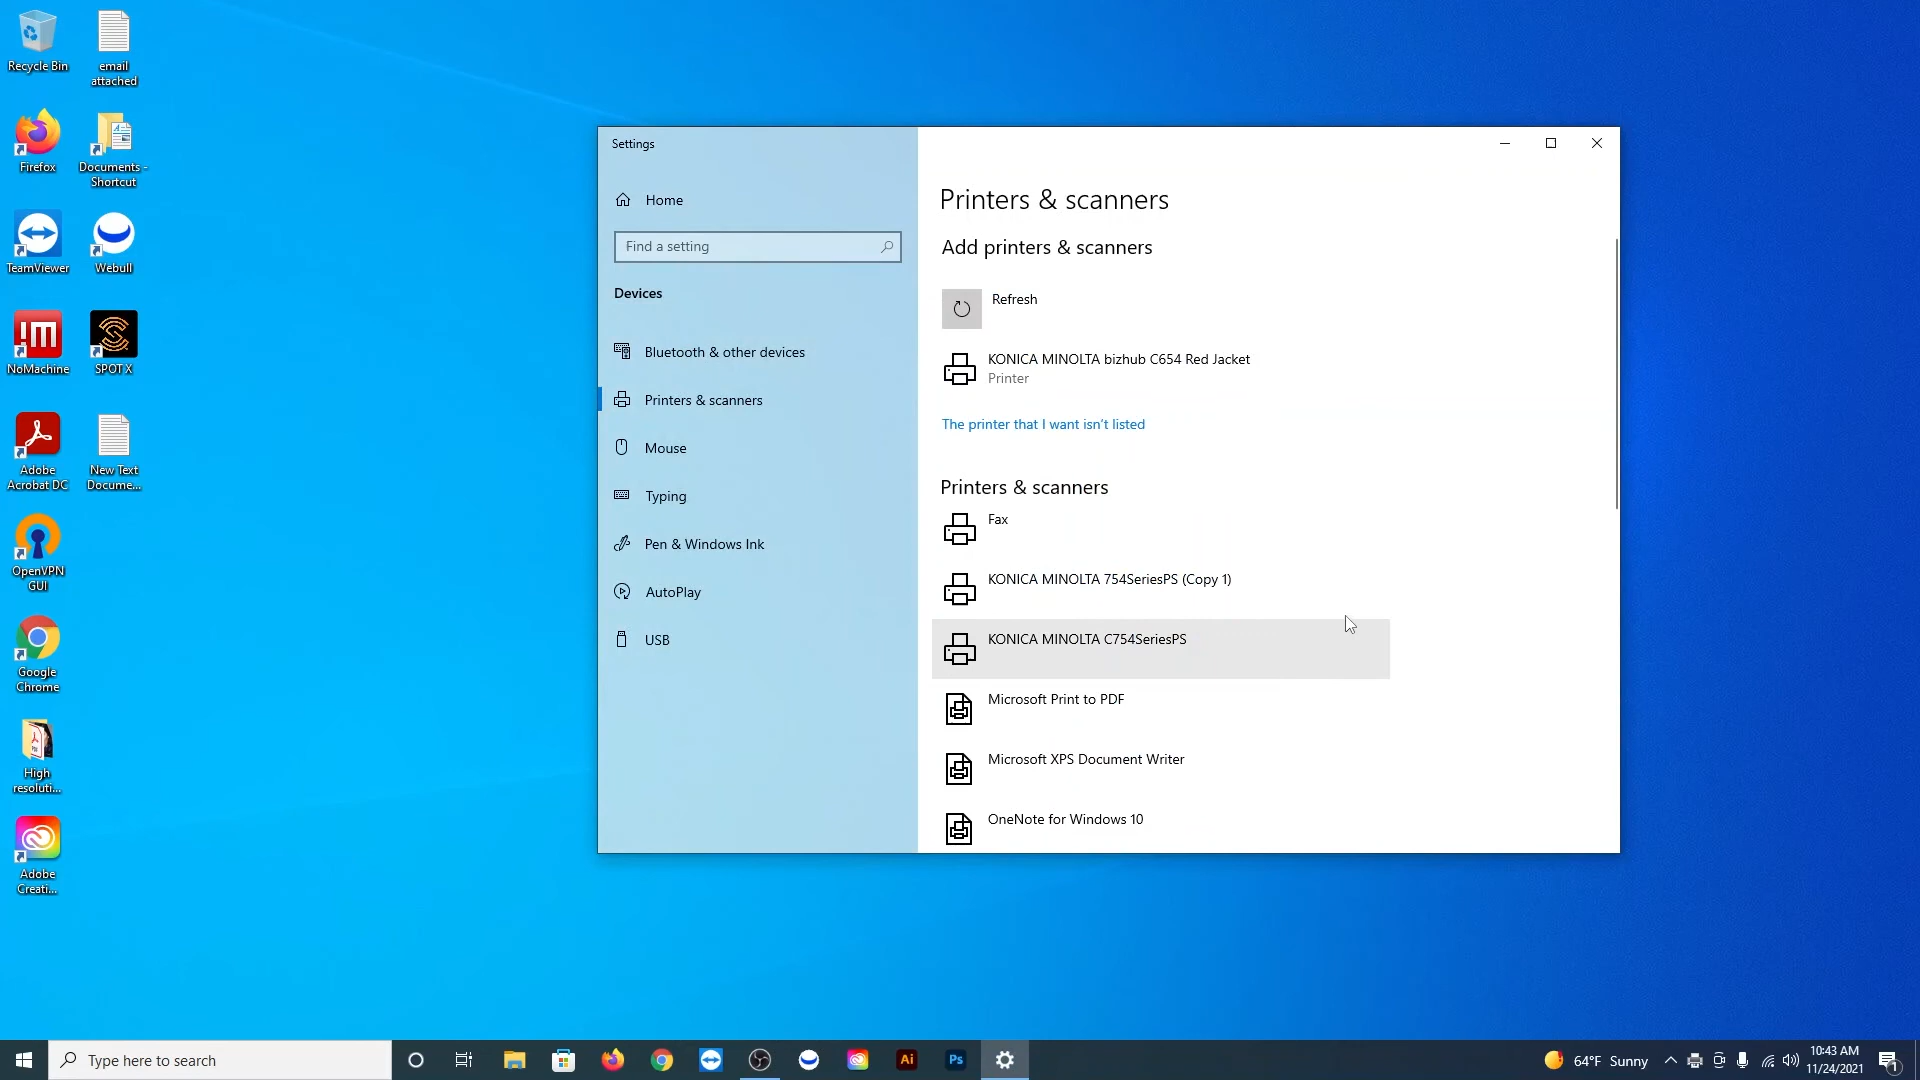 Recycle Bin
email
attached
Firefox
Documents -
Shortcut
TeamViewer
Webull
NoMachine
SPOT X
Adobe
Acrobat DC
New Text
Docume...
OpenVPN
GUI
Google
Chrome
High
resoluti...
Adobe
Creati...
Settings
Home
Find a setting
Devices
Bluetooth & other devices
Printers & scanners
Mouse
Typing
Pen & Windows Ink
AutoPlay
USB
Printers & scanners
Add printers & scanners
Refresh
KONICA MINOLTA bizhub C654 Red Jacket
Printer
The printer that I want isn't listed
Printers & scanners
Fax
KONICA MINOLTA 754SeriesPS (Copy 1)
KONICA MINOLTA C754SeriesPS
Microsoft Print to PDF
Microsoft XPS Document Writer
OneNote for Windows 10
Type here to search
Ai
Ps
64°F Sunny
10:43 AM
11/24/2021
1